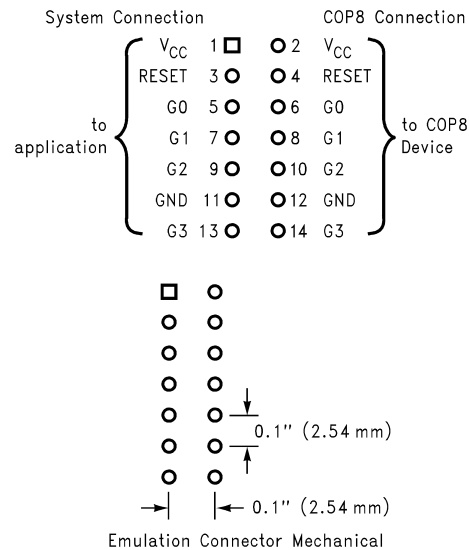 System Connection COP8 Connection
VCC 1 2 VCC
RESET 3 4 RESET
G0 5 6 G0
to application
G1 7 8 G1
to COP8 Device
G2 9 10 G2
GND 11 12 GND
G3 13 14 G3
0.1" (2.54 mm)
0.1" (2.54 mm)
Emulation Connector Mechanical